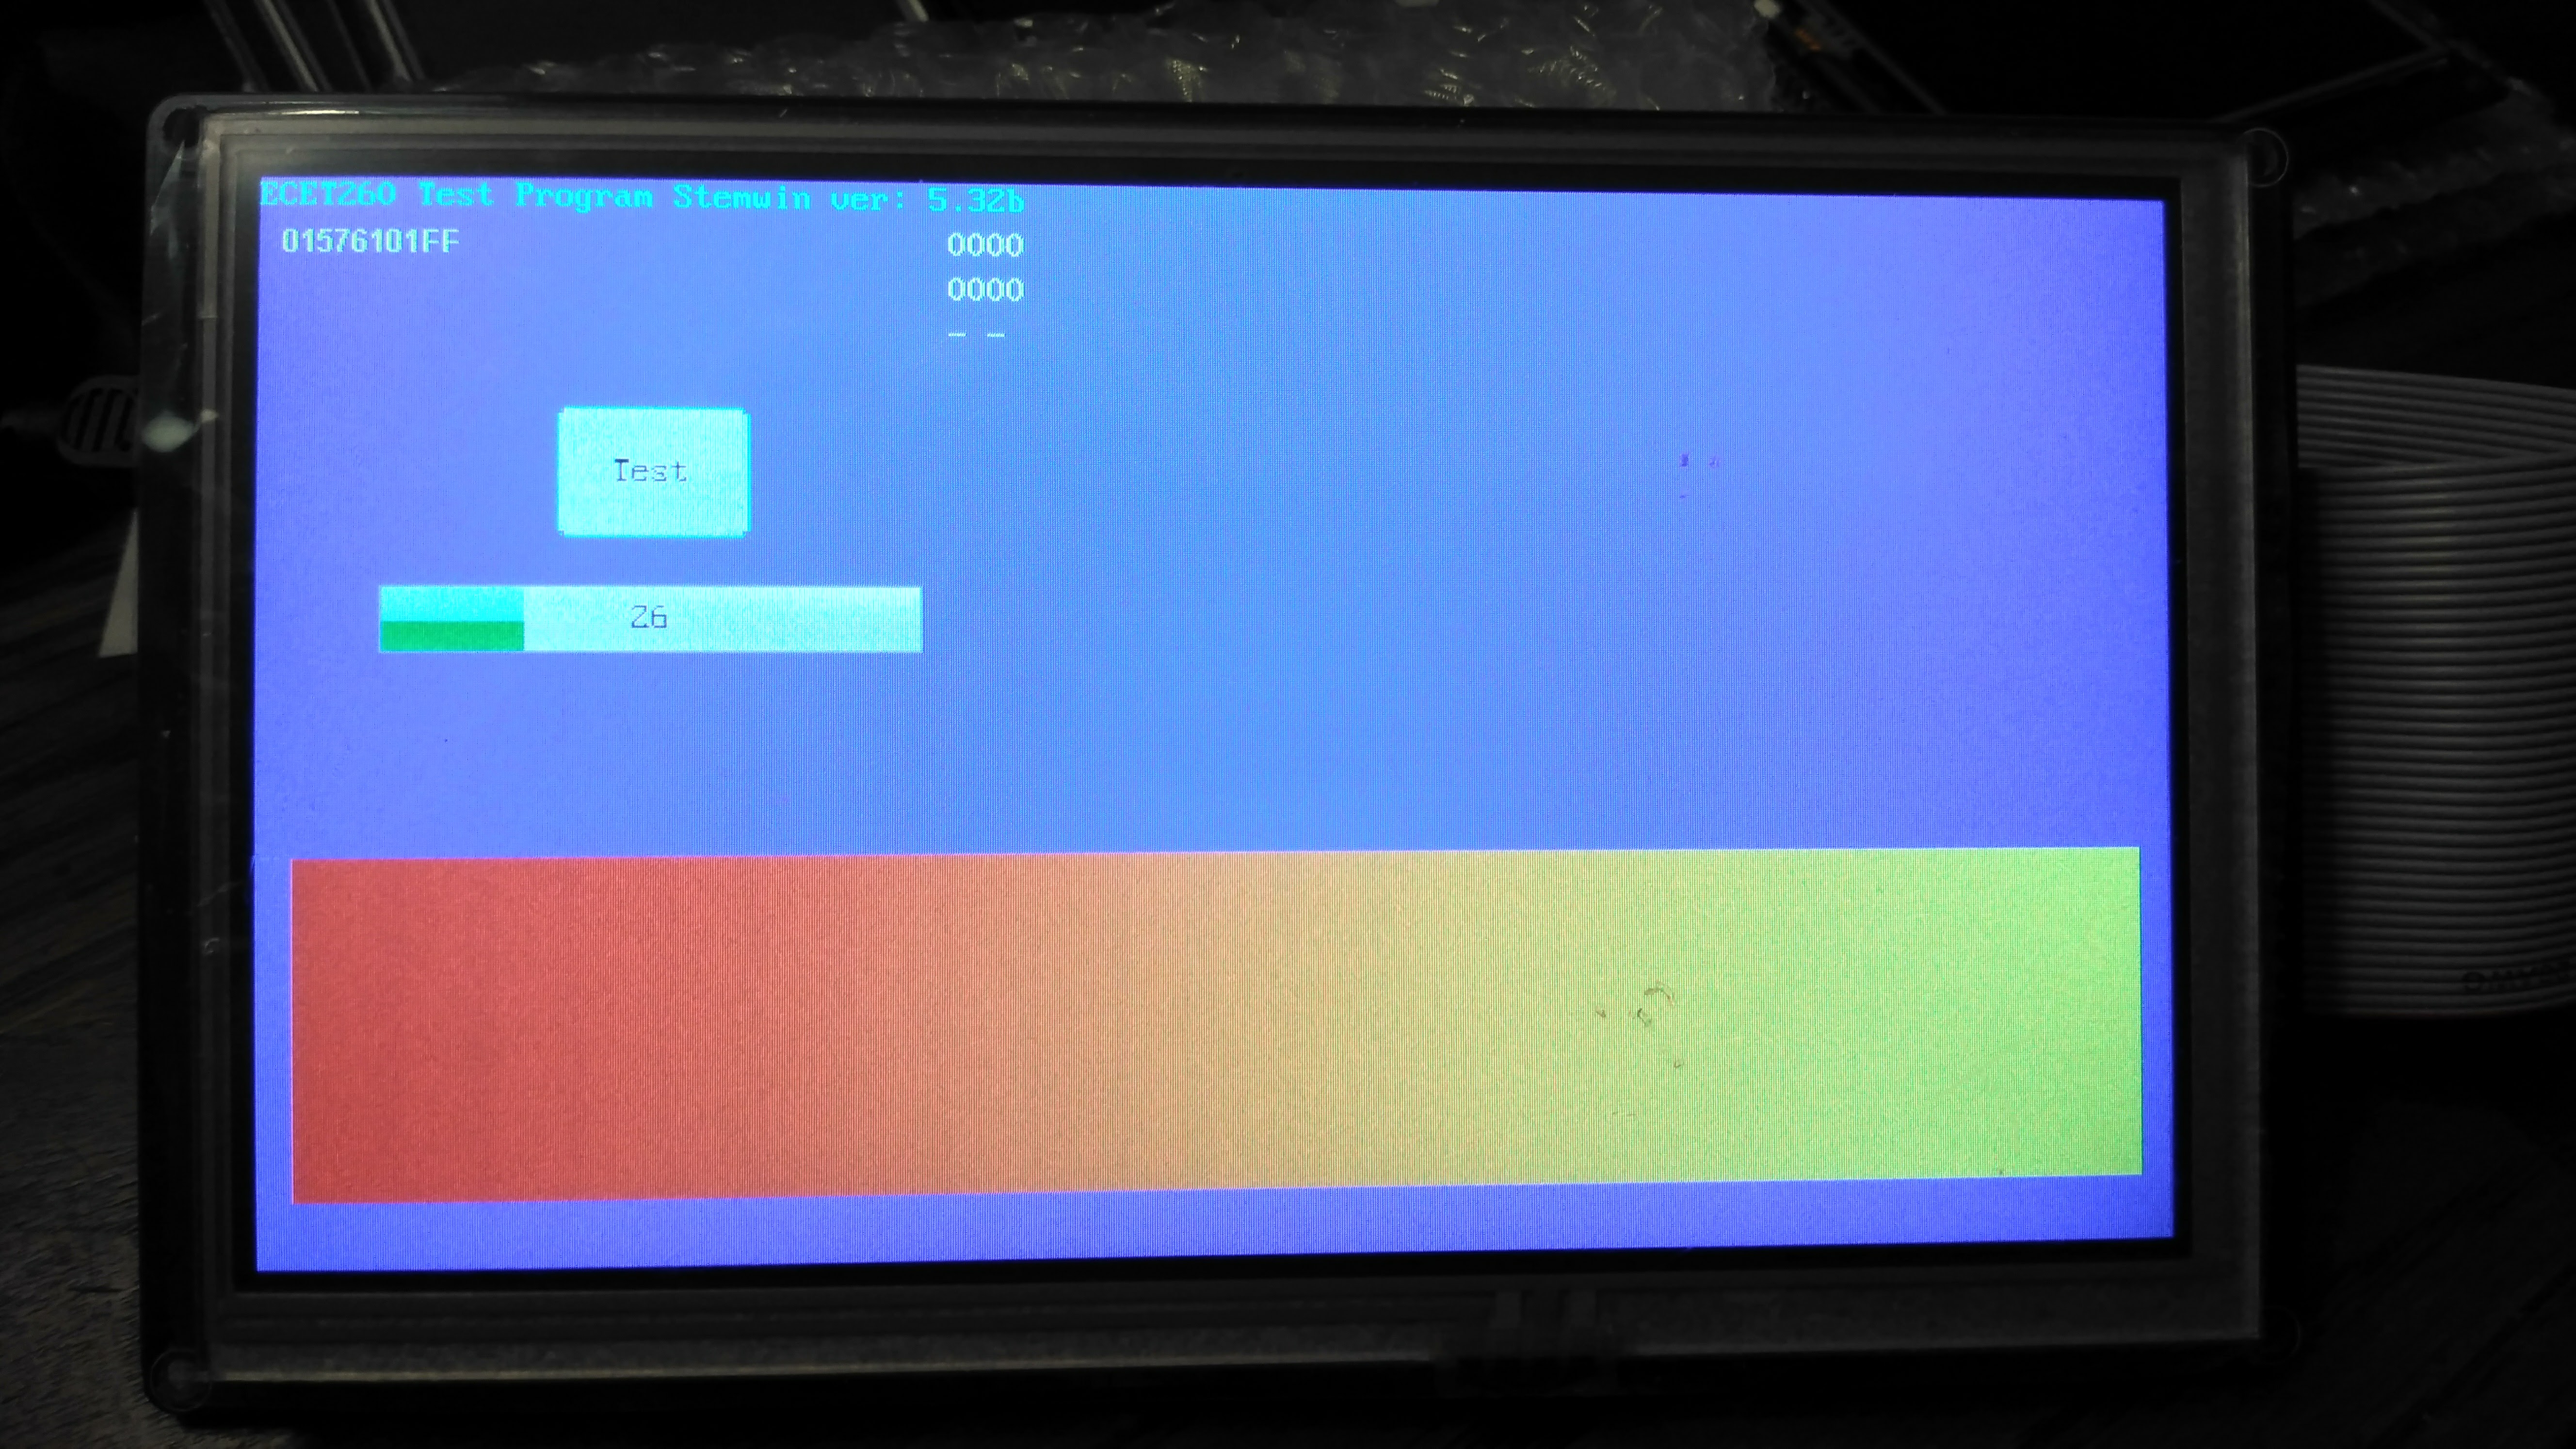 ECET260 Test Program Stemwin ver: 5.32b
01576101FF
0000
0000
- -
Test
26